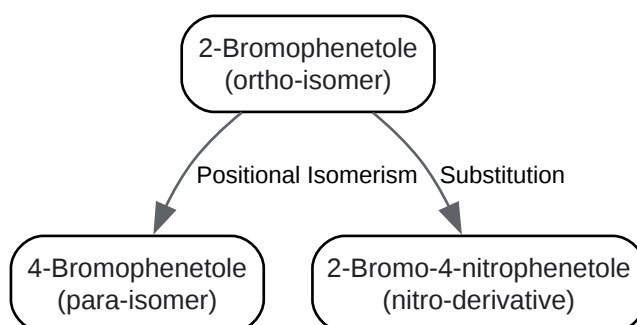 2-Bromophenetole
(ortho-isomer)
Positional Isomerism
Substitution
4-Bromophenetole
(para-isomer)
2-Bromo-4-nitrophenetole
(nitro-derivative)